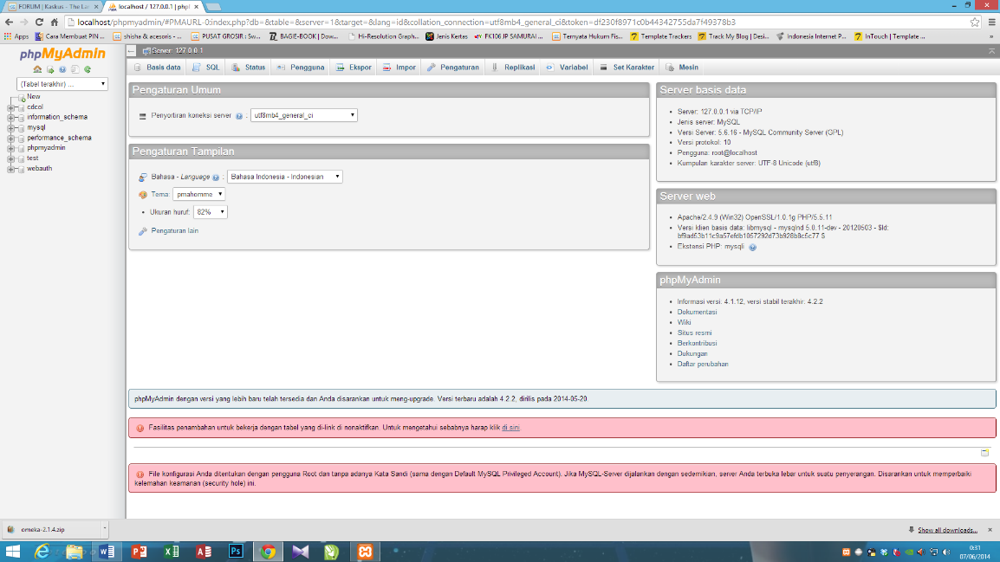 FORUM | Kaskus - The Lar
localhost / 127.0.0.1 | phpl
localhost/phpmyadmin/#PMAURL-0:index.php?db=&table=&server=1&target=&lang=id&collation_connection=utf8mb4_general_ci&token=df230f8971c0b44342755da7f49378b3
Apps
Cara Membuat PIN ...
shisha & acesoris - ...
PUSAT GROSIR : Sw...
BAGIE-BOOK | Dow...
Hi-Resolution Graph...
Jenis Kertas
FK106 JP SAMURAI ...
Ternyata Hukum Fis...
Template Trackers
Track My Blog | Desi...
Indonesia Internet P...
InTouch | Template ...
»
phpMyAdmin
(Tabel terakhir) ...
New
cdcol
information_schema
mysql
performance_schema
phpmyadmin
test
webauth
Server: 127.0.0.1
Basis data
SQL
Status
Pengguna
Ekspor
Impor
Pengaturan
Replikasi
Variabel
Set Karakter
Mesin
Pengaturan Umum
Penyortiran koneksi server : utf8mb4_general_ci
Pengaturan Tampilan
Bahasa - Language : Bahasa Indonesia - Indonesian
Tema: pmahomme
• Ukuran huruf: 82%
Pengaturan lain
Server basis data
• Server: 127.0.0.1 via TCP/IP
• Jenis server: MySQL
• Versi Server: 5.6.16 - MySQL Community Server (GPL)
• Versi protokol: 10
• Pengguna: root@localhost
• Kumpulan karakter server: UTF-8 Unicode (utf8)
Server web
• Apache/2.4.9 (Win32) OpenSSL/1.0.1g PHP/5.5.11
• Versi klien basis data: libmysql - mysqlnd 5.0.11-dev - 20120503 - $Id:
bf9ad53b11c9a57efdb1057292d73b928b8c5c77 $
• Ekstensi PHP: mysqli
phpMyAdmin
• Informasi versi: 4.1.12, versi stabil terakhir: 4.2.2
• Dokumentasi
• Wiki
• Situs resmi
• Berkontribusi
• Dukungan
• Daftar perubahan
phpMyAdmin dengan versi yang lebih baru telah tersedia dan Anda disarankan untuk meng-upgrade. Versi terbaru adalah 4.2.2, dirilis pada 2014-05-20.
Fasilitas penambahan untuk bekerja dengan tabel yang di-link di nonaktifkan. Untuk mengetahui sebabnya harap klik di sini.
File konfigurasi Anda ditentukan dengan pengguna Root dan tanpa adanya Kata Sandi (sama dengan Default MySQL Privileged Account). Jika MySQL-Server dijalankan dengan sedemikian, server Anda terbuka lebar untuk suatu penyerangan. Disarankan untuk memperbaiki
kelemahan keamanan (security hole) ini.
omeka-2.1.4.zip
Show all downloads...
0:31
07/06/2014